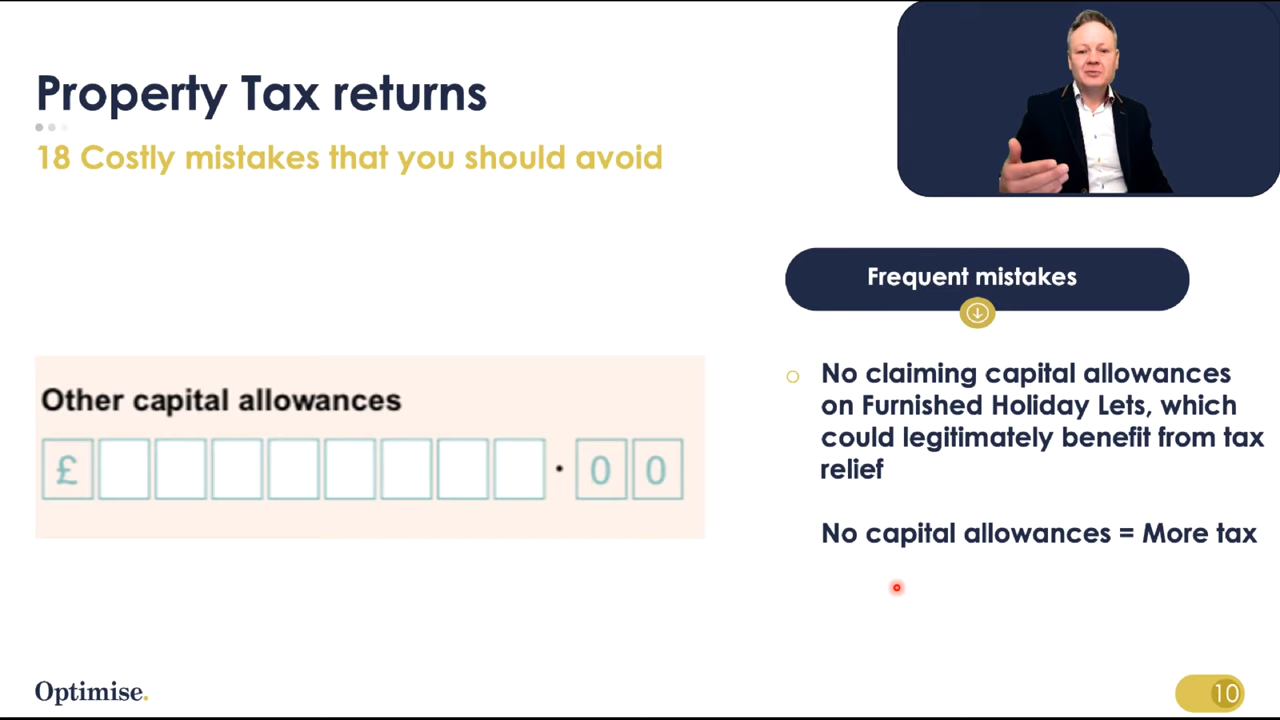 Property Tax returns
18 Costly mistakes that you should avoid
Frequent mistakes
Other capital allowances
£ . 0 0
No claiming capital allowances
on Furnished Holiday Lets, which
could legitimately benefit from tax
relief
No capital allowances = More tax
Optimise.
10